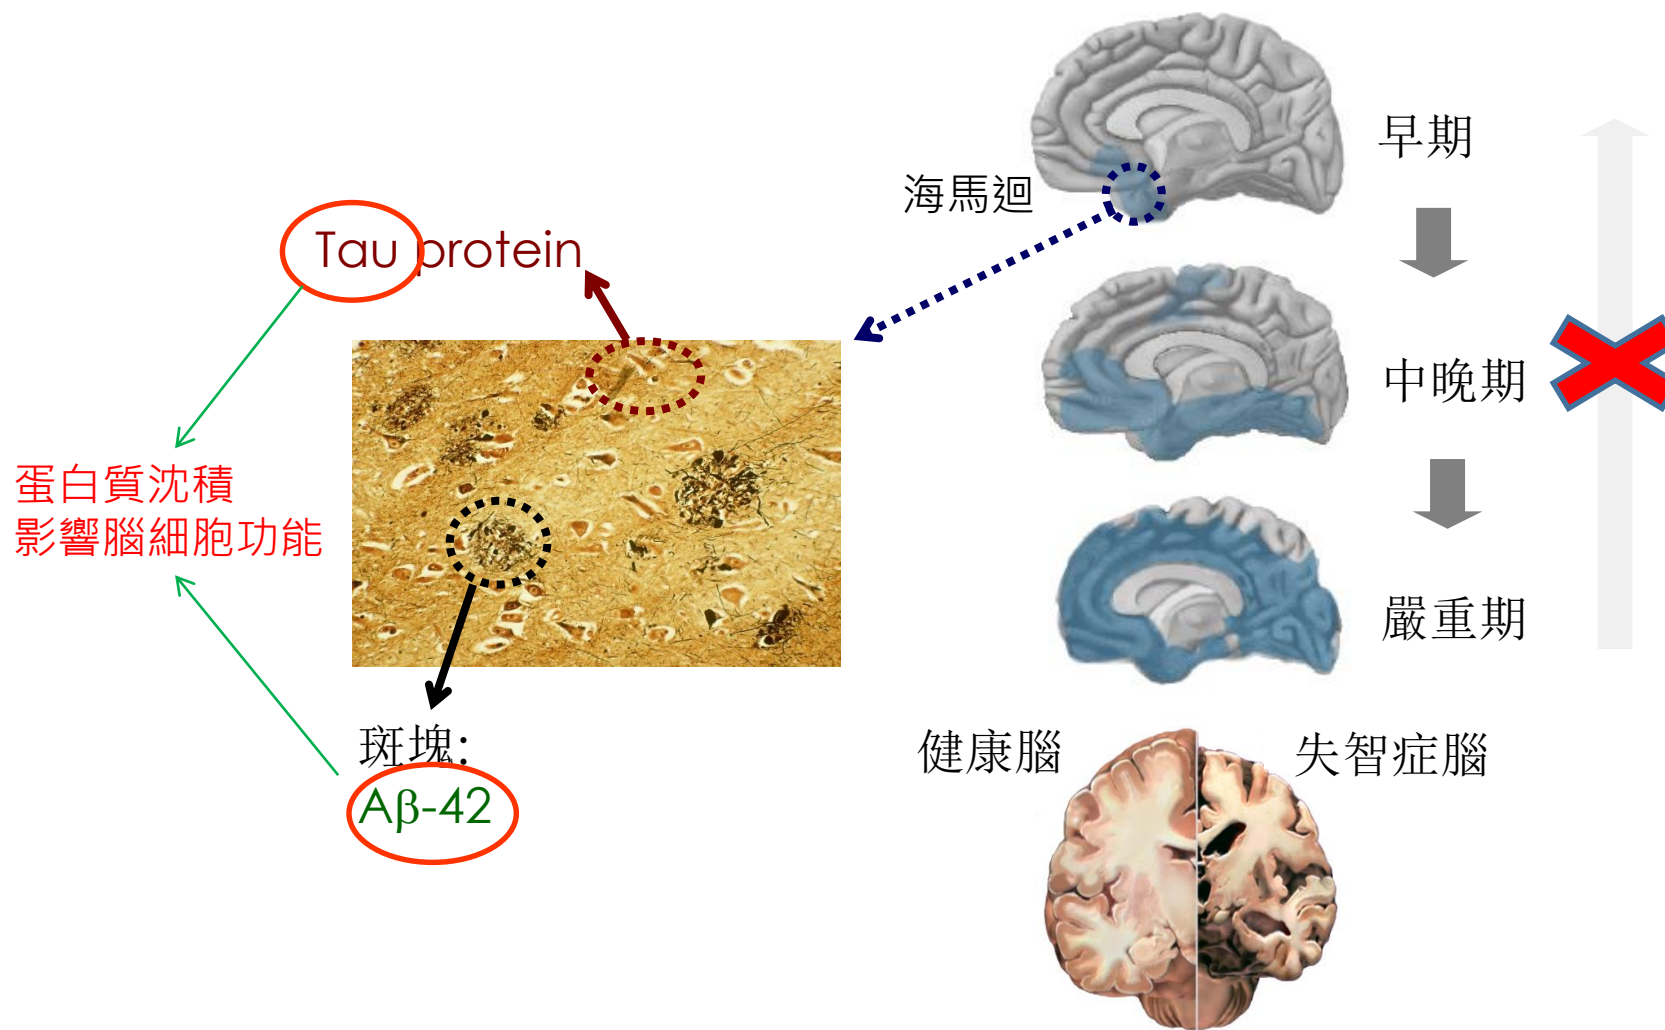 早期
海馬迴
Tau protein
中晚期
蛋白質沈積
影響腦細胞功能
嚴重期
斑塊:
Aβ-42
健康腦
失智症腦